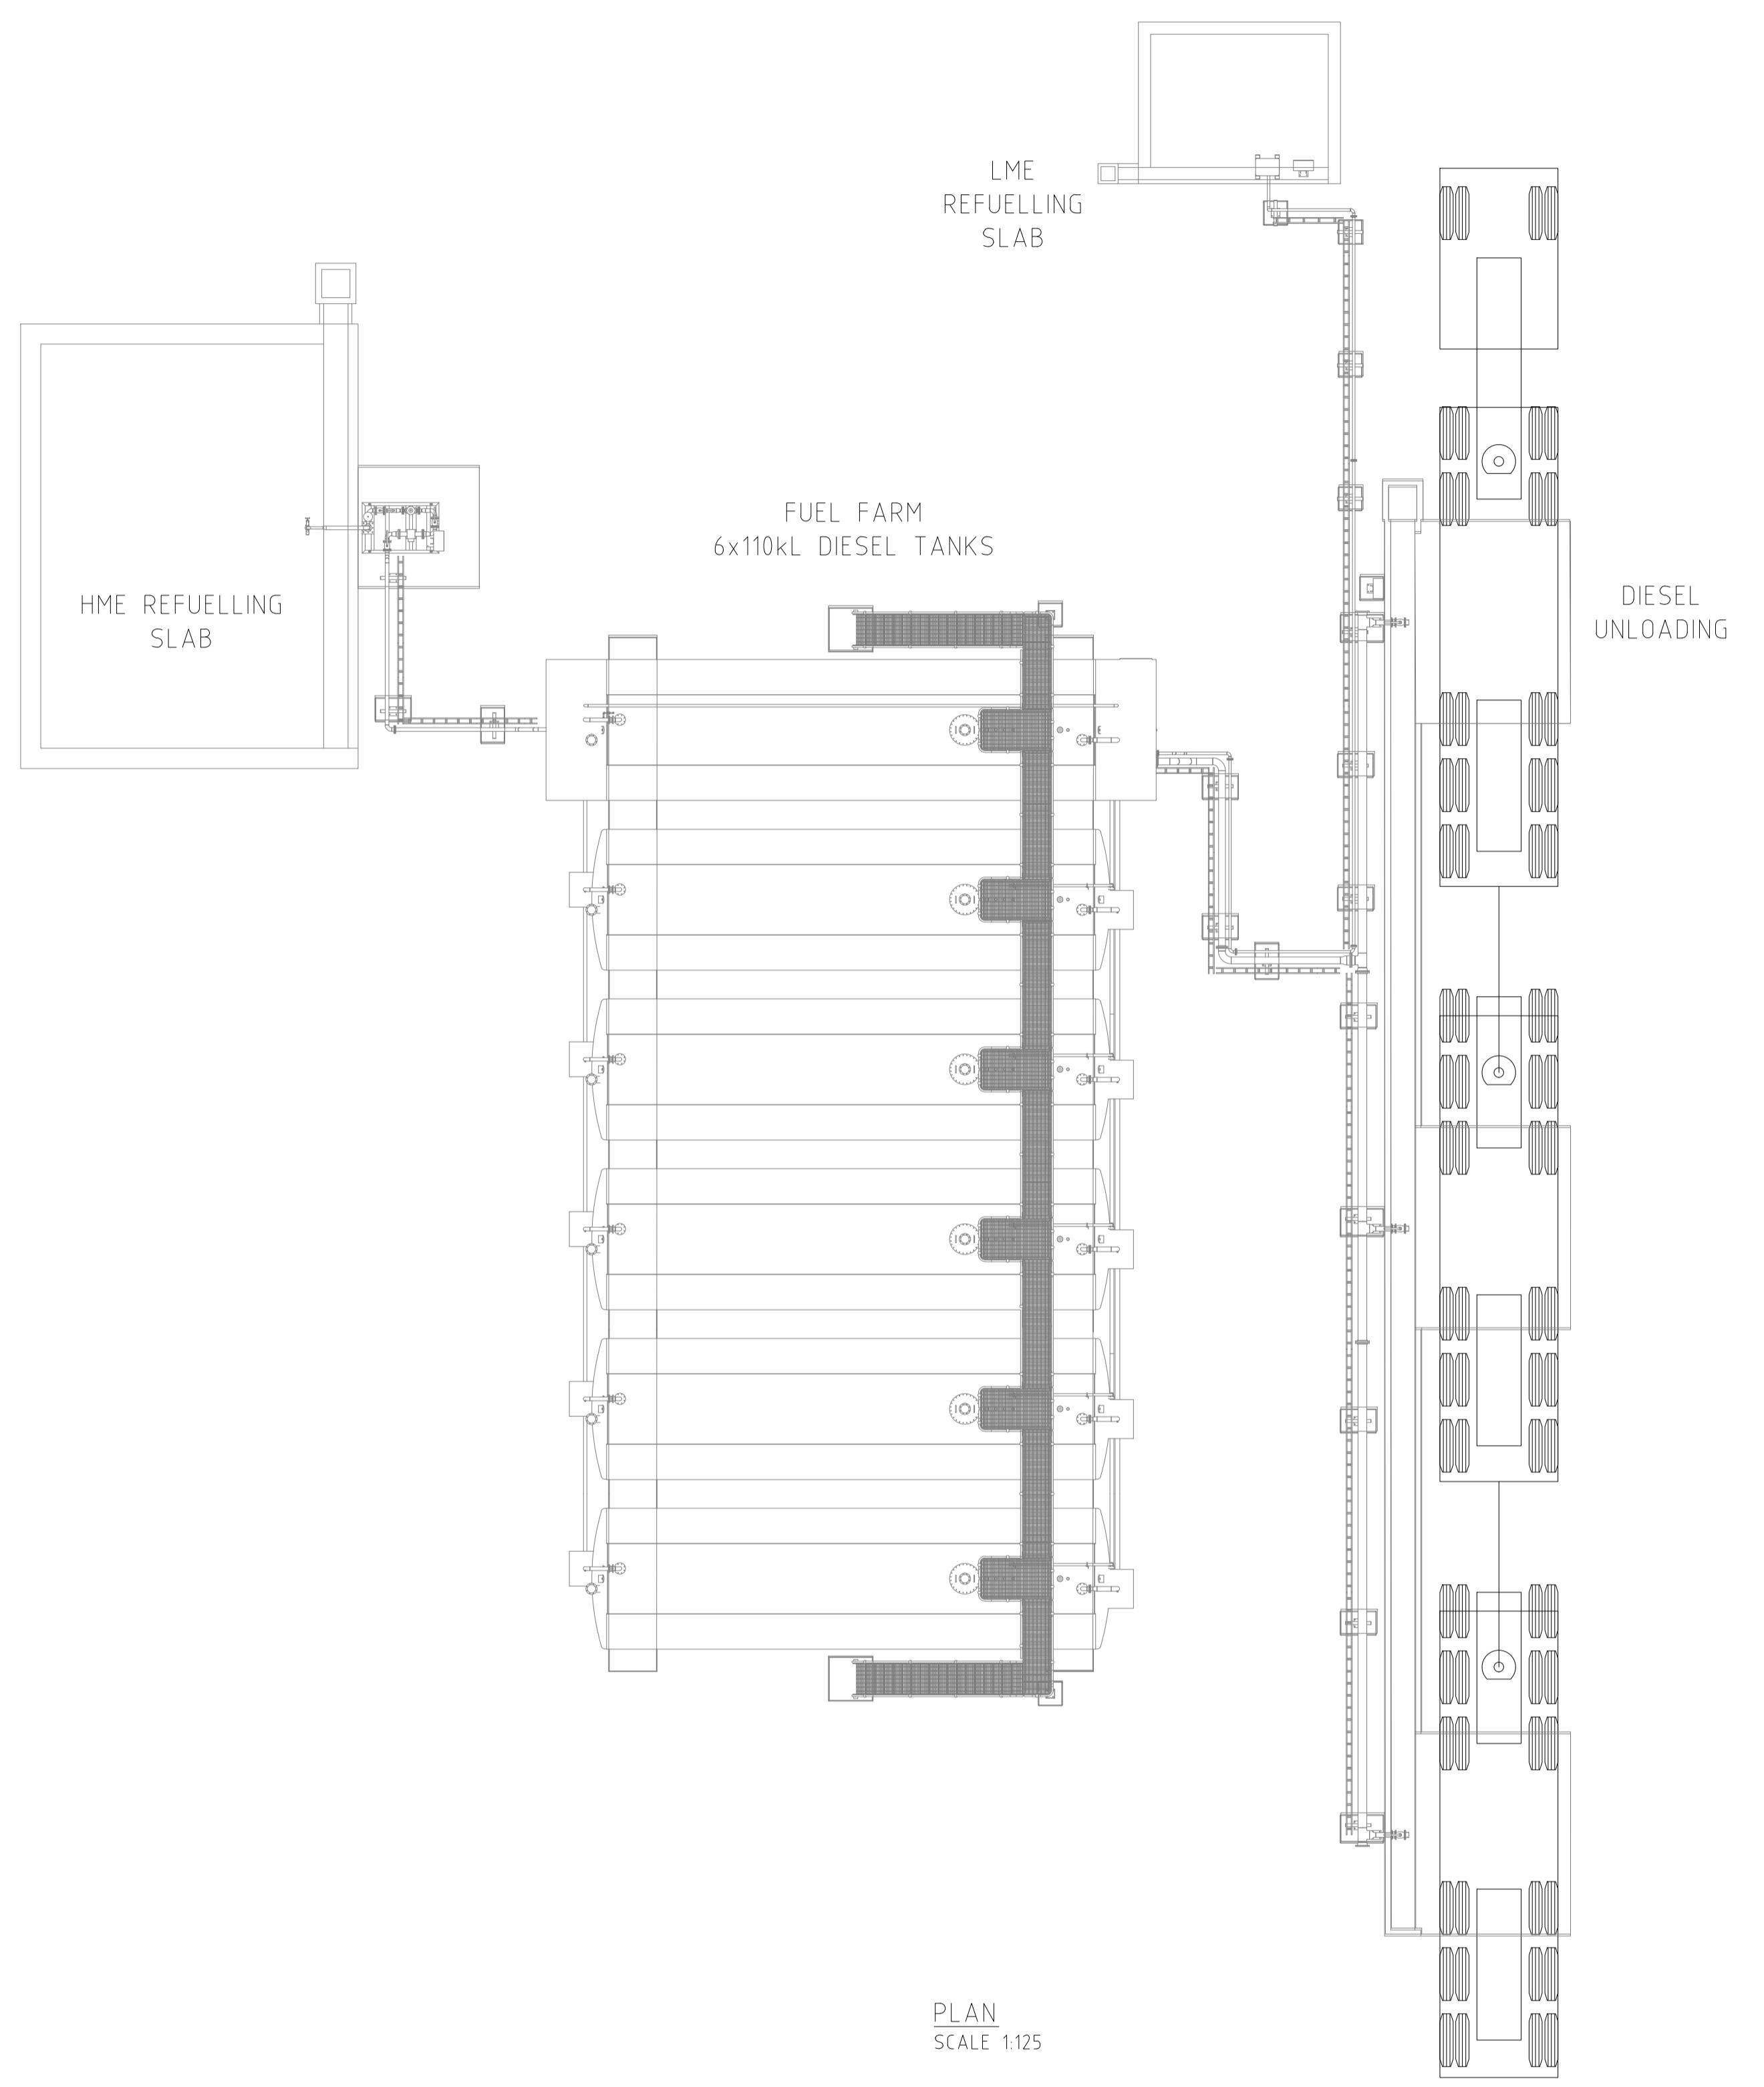 LME
REFUELLING
SLAB
FUEL FARM
6x110kL DIESEL TANKS
HME REFUELLING
SLAB
DIESEL
UNLOADING
PLAN
SCALE 1:125